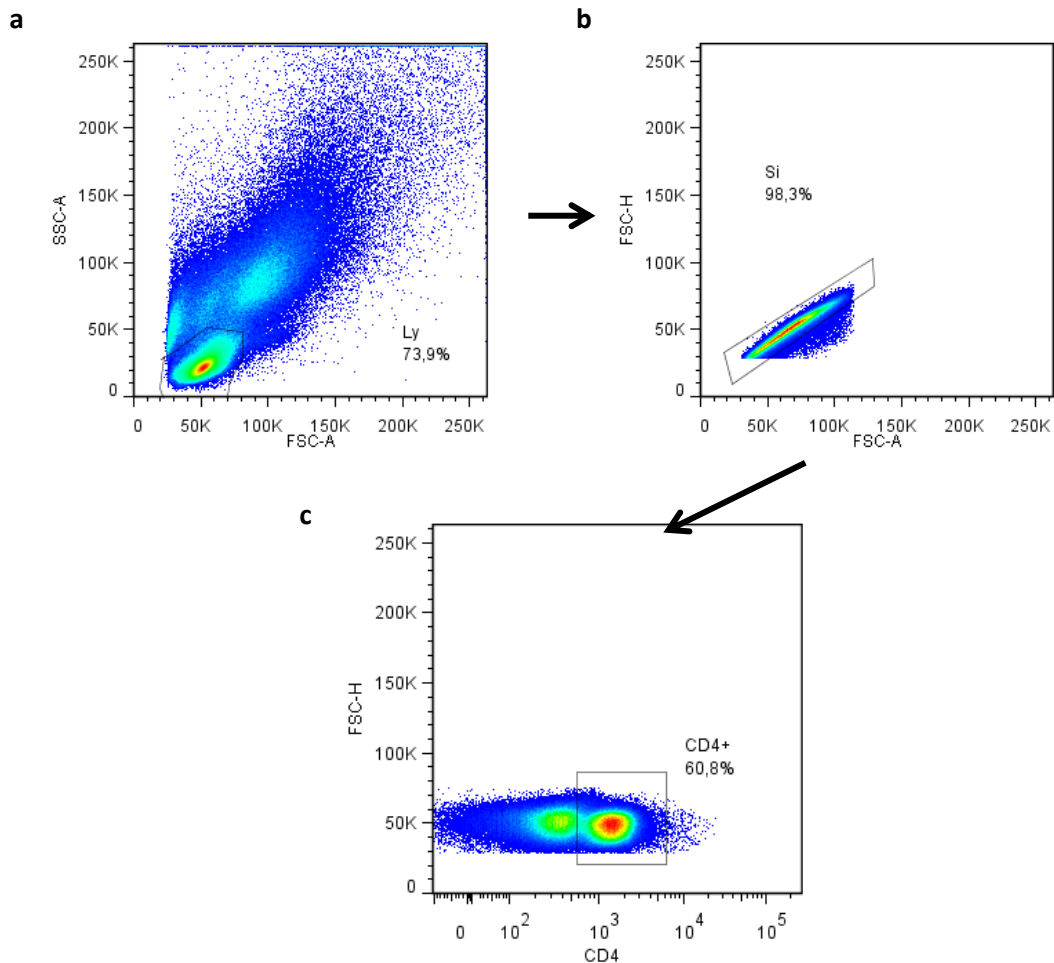 a
250K
200K
150K
100K
50K
0
SSC-A
Ly
73,9%
0 50K 100K 150K 200K 250K
FSC-A
b
250K
200K
150K
100K
50K
0
FSC-H
Si
98,3%
0 50K 100K 150K 200K 250K
FSC-A
c
250K
200K
150K
100K
50K
0
FSC-H
CD4+
60,8%
0 10² 10³ 10⁴ 10⁵
CD4